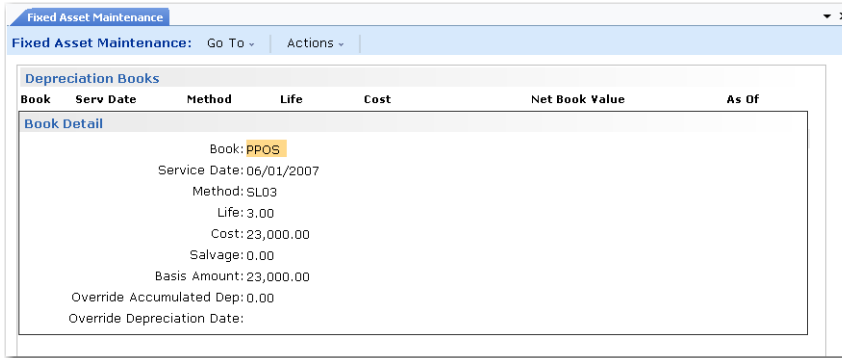 Fixed Asset Maintenance
Fixed Asset Maintenance: Go To Actions
Depreciation Books
Book Serv Date Method Life Cost Net Book Value As Of
Book Detail
Book: PPOS
Service Date: 06/01/2007
Method: SL03
Life: 3.00
Cost: 23,000.00
Salvage: 0.00
Basis Amount: 23,000.00
Override Accumulated Dep: 0.00
Override Depreciation Date: